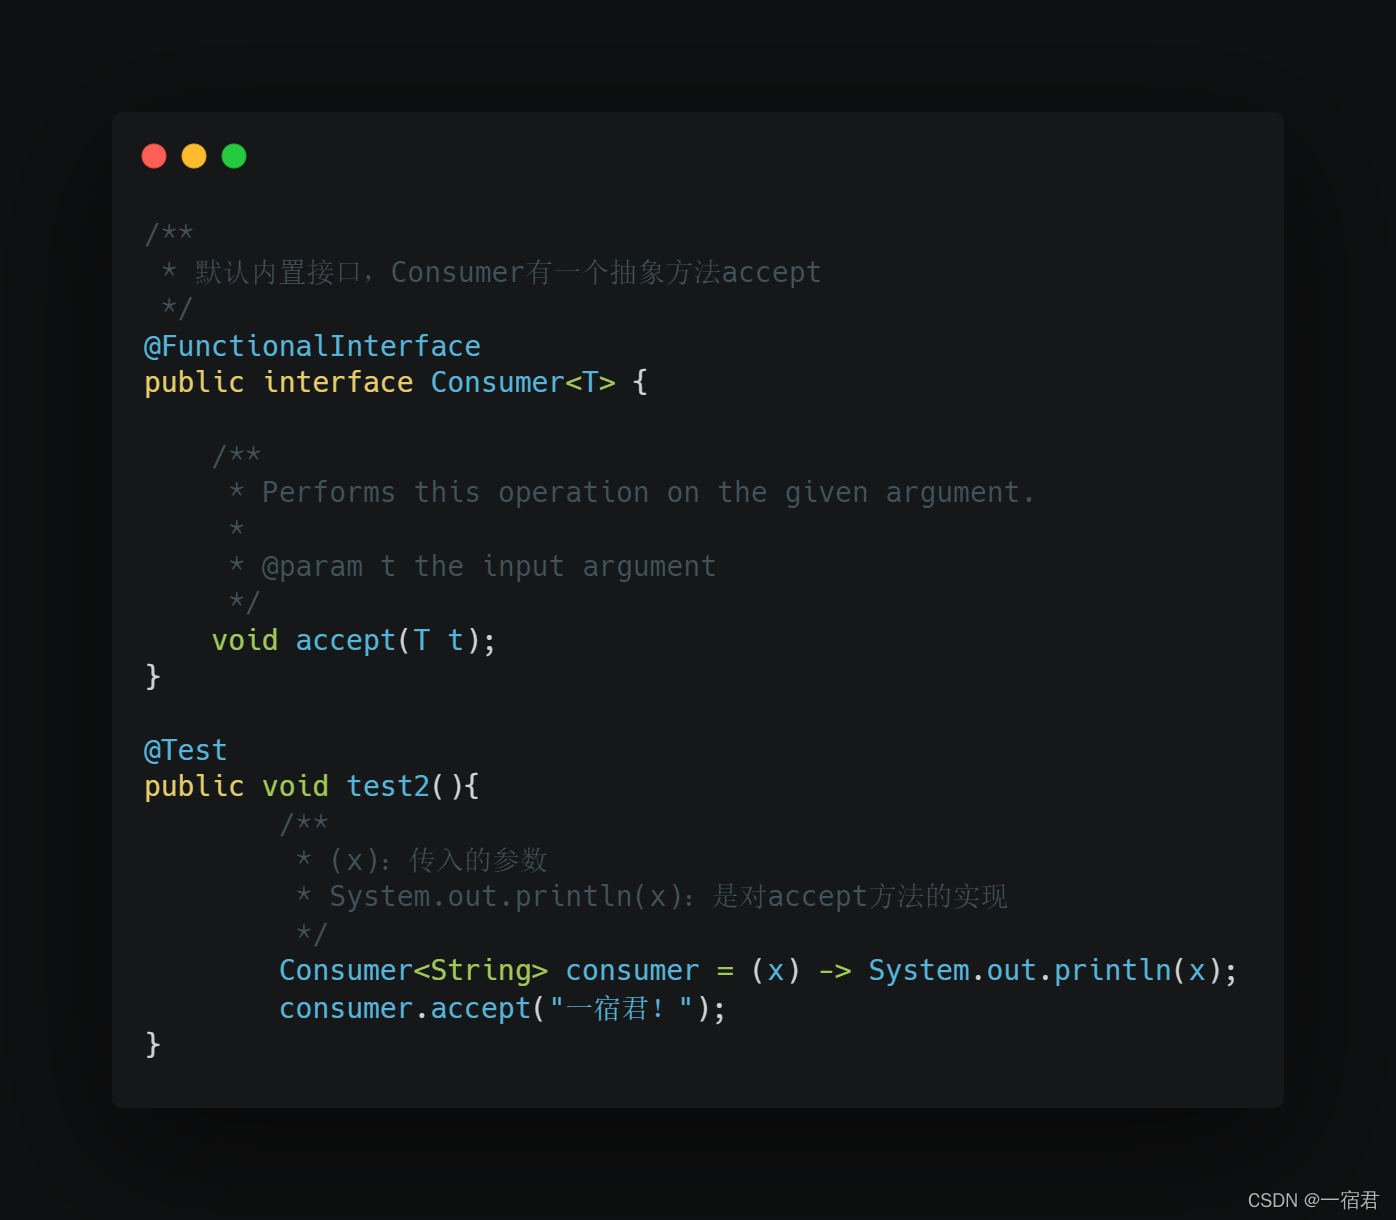 /**
 * 默认内置接口，Consumer有一个抽象方法accept
 */
@FunctionalInterface
public interface Consumer<T> {
    /**
     * Performs this operation on the given argument.
     *
     * @param t the input argument
     */
    void accept(T t);
}
@Test
public void test2(){
        /**
         * (x)：传入的参数
         * System.out.println(x)：是对accept方法的实现
         */
        Consumer<String> consumer = (x) -> System.out.println(x);
        consumer.accept("一宿君！");
}
CSDN @一宿君